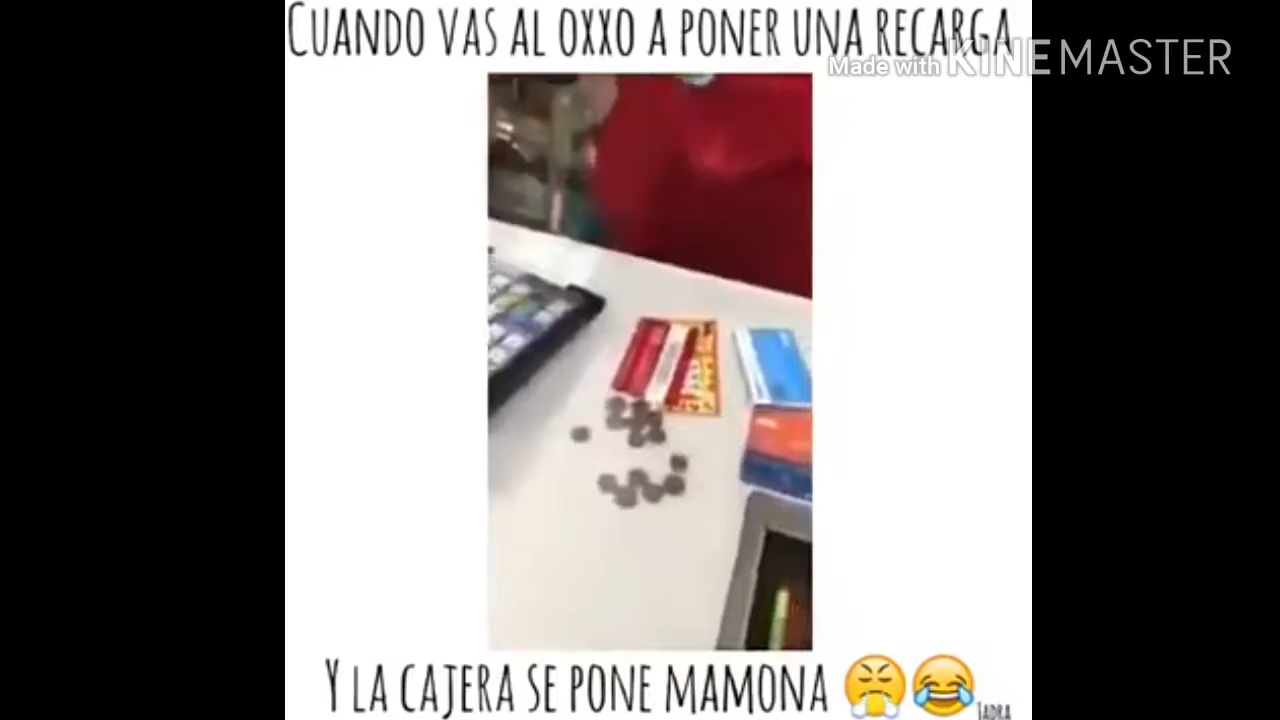 CUANDO VAS AL OXXO A PONER UNA RECARGA
Made with KINEMASTER
Y LA CAJERA SE PONE MAMONA